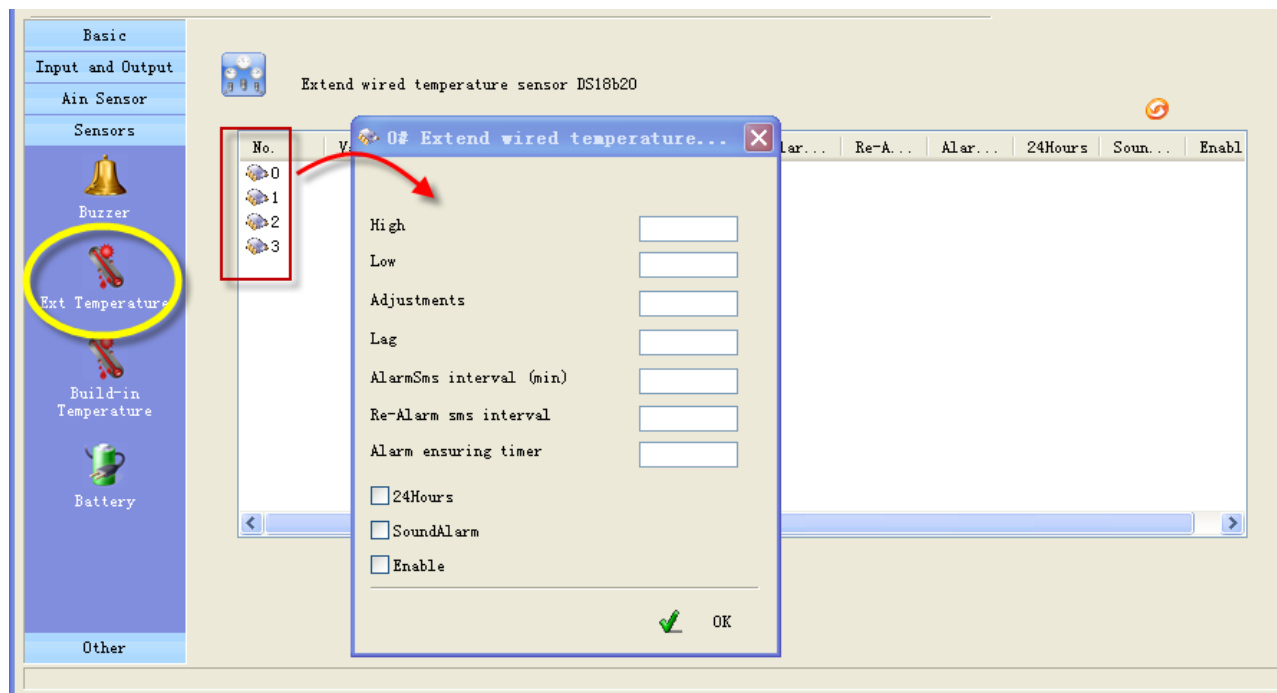 Basic
Input and Output
Ain Sensor
Sensors
Buzzer
Ext Temperature
Build-in
Temperature
Battery
Other
Extend wired temperature sensor DS18b20
No. V lar... Re-A... Alar... 24Hours Soun... Enabl
0
1
2
3
0# Extend wired temperature...
High
Low
Adjustments
Lag
AlarmSms interval (min)
Re-Alarm sms interval
Alarm ensuring timer
24Hours
SoundAlarm
Enable
OK